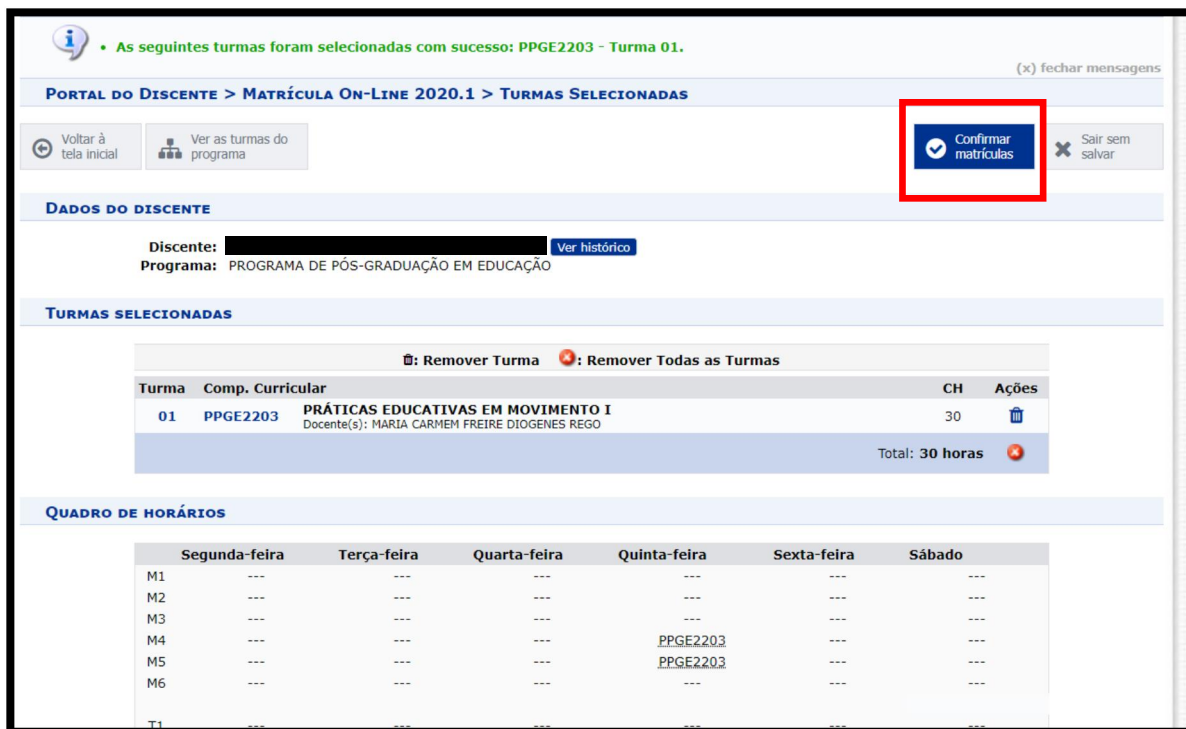 • As seguintes turmas foram selecionadas com sucesso: PPGE2203 - Turma 01.
(x) fechar mensagens
PORTAL DO DISCENTE > MATRÍCULA ON-LINE 2020.1 > TURMAS SELECIONADAS
Voltar à tela inicial
Ver as turmas do programa
Confirmar matrículas
Sair sem salvar
DADOS DO DISCENTE
Discente: Ver histórico
Programa: PROGRAMA DE PÓS-GRADUAÇÃO EM EDUCAÇÃO
TURMAS SELECIONADAS
: Remover Turma : Remover Todas as Turmas
Turma Comp. Curricular CH Ações
01 PPGE2203 PRÁTICAS EDUCATIVAS EM MOVIMENTO I 30
Docente(s): MARIA CARMEM FREIRE DIOGENES REGO
Total: 30 horas
QUADRO DE HORÁRIOS
Segunda-feira Terça-feira Quarta-feira Quinta-feira Sexta-feira Sábado
M1 --- --- --- --- --- ---
M2 --- --- --- --- --- ---
M3 --- --- --- --- --- ---
M4 --- --- --- PPGE2203 --- ---
M5 --- --- --- PPGE2203 --- ---
M6 --- --- --- --- --- ---
T1 --- --- --- --- --- ---